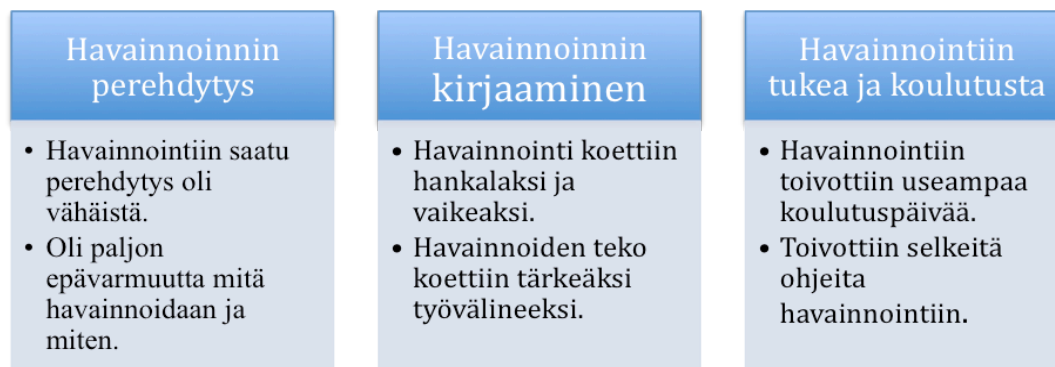 Havainnoinnin
perehdytys
• Havainnointiin saatu
perehdytys oli
vähäistä.
• Oli paljon
epävarmuutta mitä
havainnoidaan ja
miten.
Havainnoinnin
kirjaaminen
• Havainnointi koettiin
hankalaksi ja
vaikeaksi.
• Havainnoiden teko
koettiin tärkeäksi
työvälineeksi.
Havainnointiin
tukea ja koulutusta
• Havainnointiin
toivottiin useampaa
koulutuspäivää.
• Toivottiin selkeitä
ohjeita
havainnointiin.